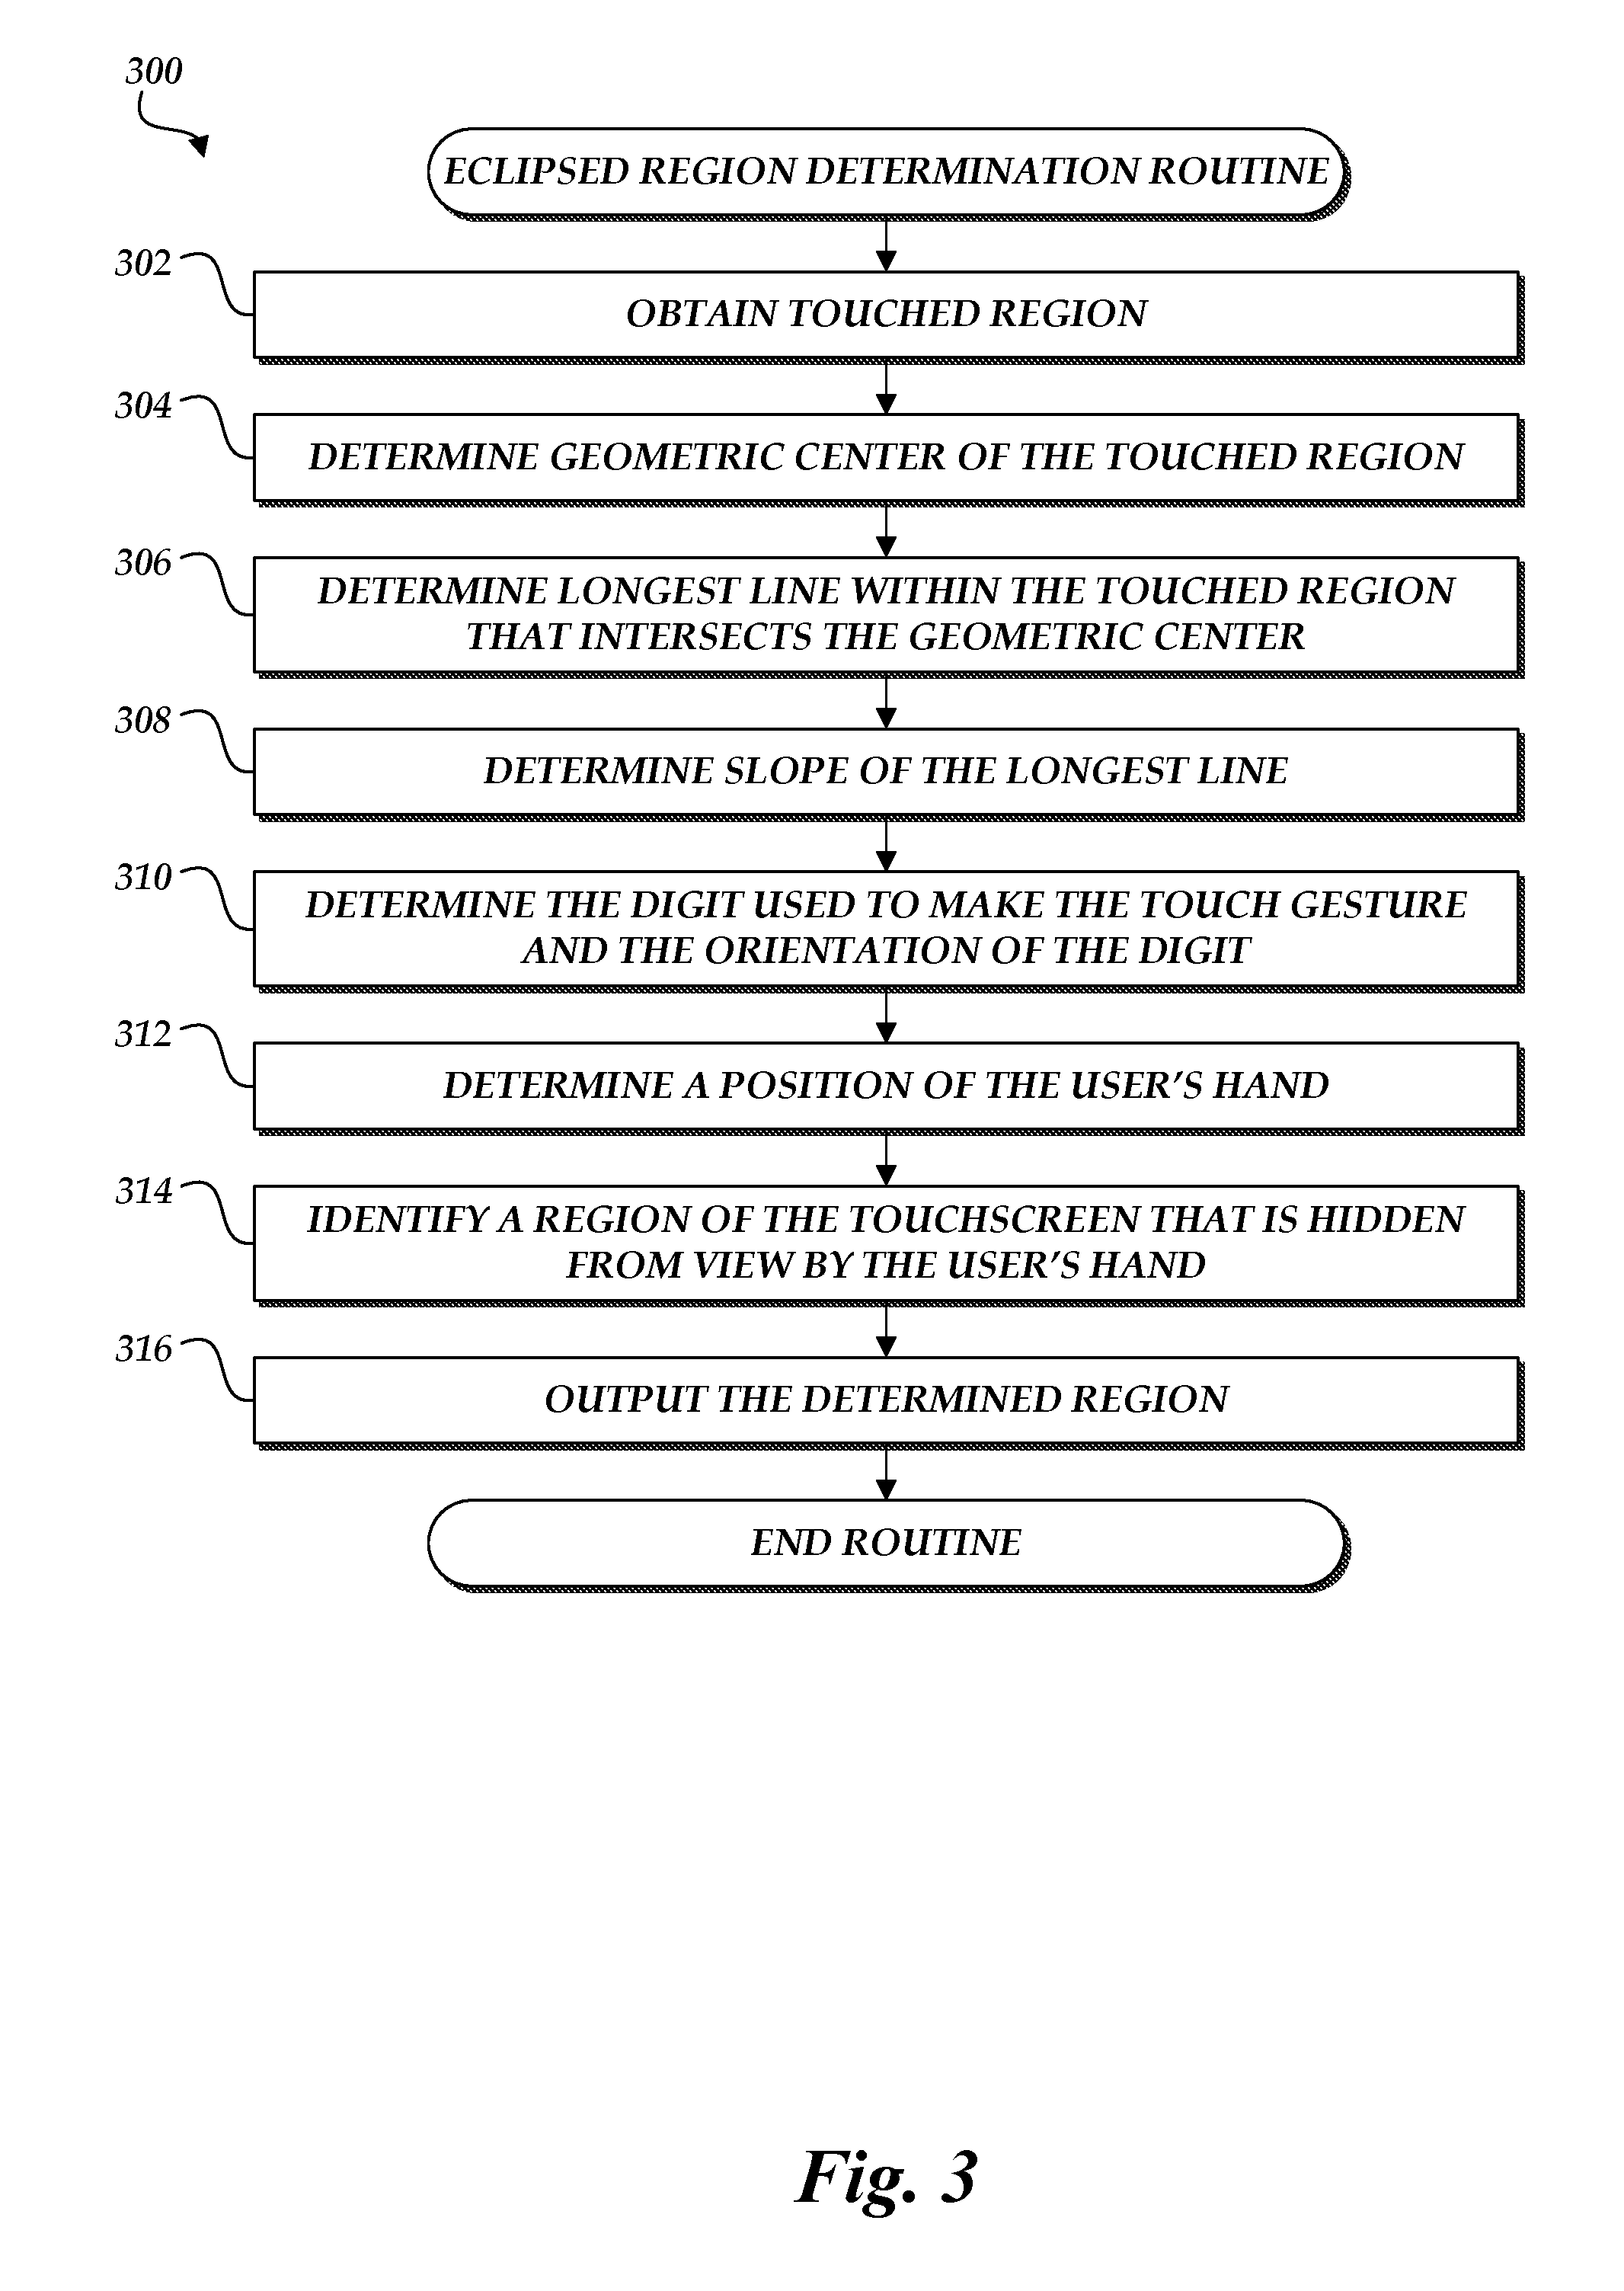 300
ECLIPSED REGION DETERMINATION ROUTINE
302
OBTAIN TOUCHED REGION
304
DETERMINE GEOMETRIC CENTER OF THE TOUCHED REGION
306
DETERMINE LONGEST LINE WITHIN THE TOUCHED REGION
THAT INTERSECTS THE GEOMETRIC CENTER
308
DETERMINE SLOPE OF THE LONGEST LINE
310
DETERMINE THE DIGIT USED TO MAKE THE TOUCH GESTURE
AND THE ORIENTATION OF THE DIGIT
312
DETERMINE A POSITION OF THE USER’S HAND
314
IDENTIFY A REGION OF THE TOUCHSCREEN THAT IS HIDDEN
FROM VIEW BY THE USER’S HAND
316
OUTPUT THE DETERMINED REGION
END ROUTINE
Fig. 3